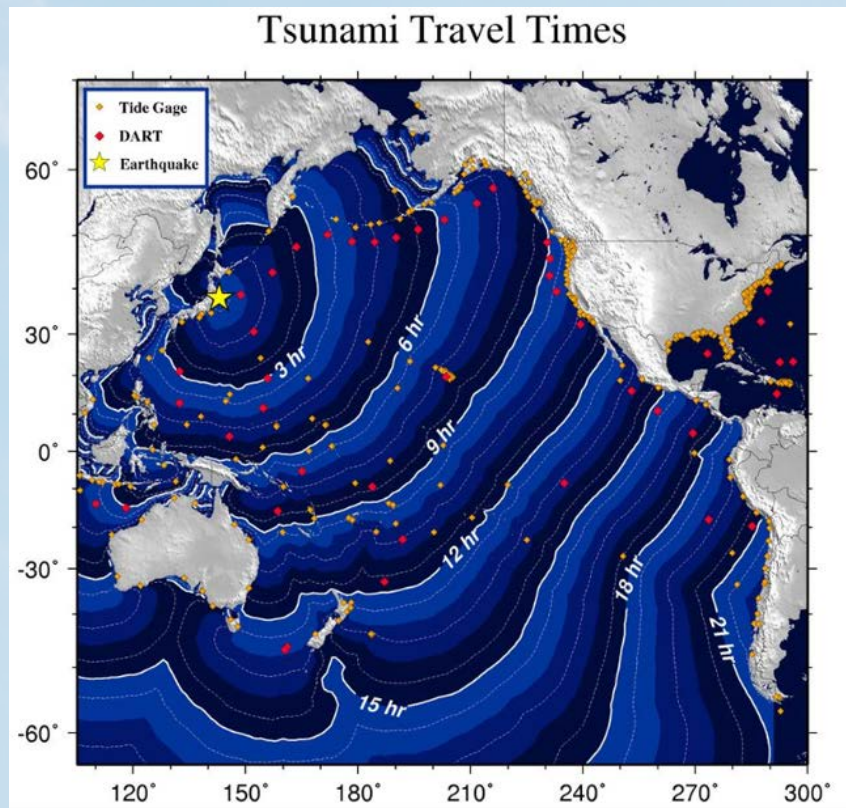 Tsunami Travel Times
Tide Gage
DART
Earthquake
60°
30°
0°
-30°
-60°
3 hr
6 hr
9 hr
12 hr
15 hr
18 hr
21 hr
120°
150°
180°
210°
240°
270°
300°